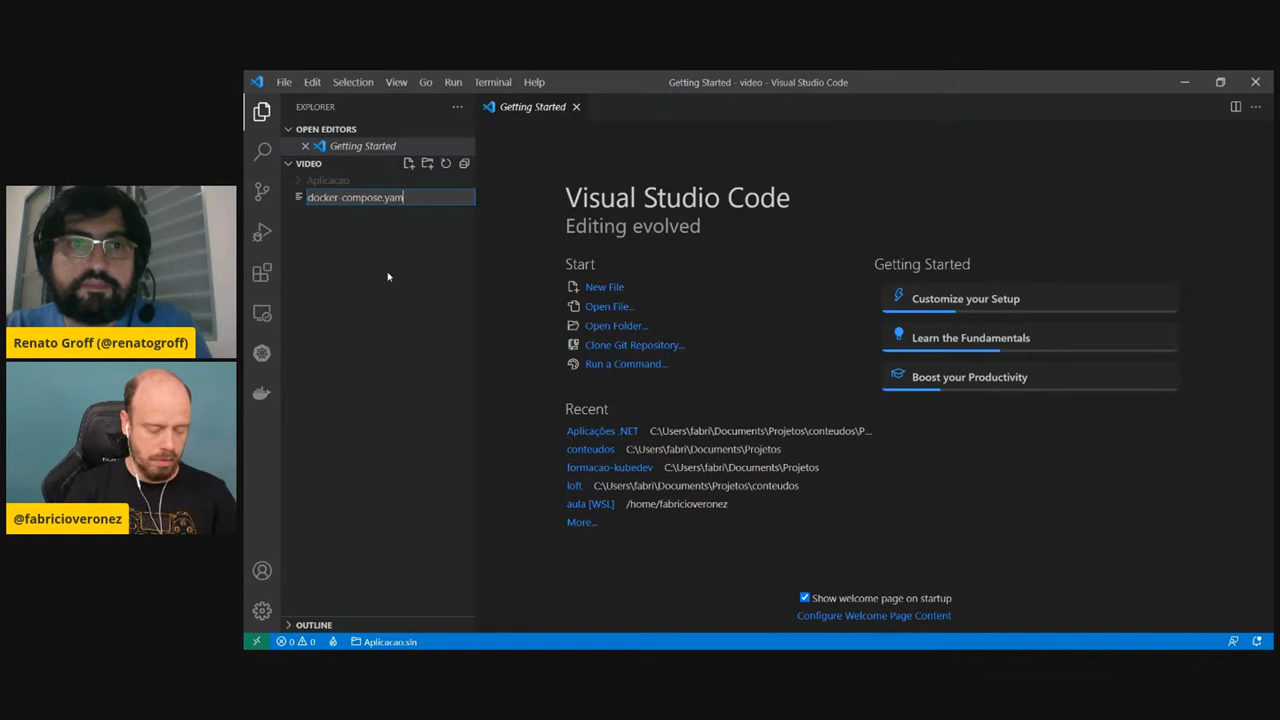 File Edit Selection View Go Run Terminal Help
Getting Started - video - Visual Studio Code
EXPLORER
OPEN EDITORS
Getting Started
VIDEO
Aplicacao
docker-compose.yam
OUTLINE
Getting Started
Visual Studio Code
Editing evolved
Start
New File
Open File...
Open Folder...
Clone Git Repository...
Run a Command...
Recent
Aplicações .NET C:\Users\fabri\Documents\Projetos\conteudos\P...
conteudos C:\Users\fabri\Documents\Projetos
formacao-kubedev C:\Users\fabri\Documents\Projetos
loft C:\Users\fabri\Documents\Projetos\conteudos
aula [WSL] /home/fabricioveronez
More...
Getting Started
Customize your Setup
Learn the Fundamentals
Boost your Productivity
Show welcome page on startup
Configure Welcome Page Content
0 0 Aplicacao.sln
Renato Groff (@renatogroff)
@fabricioveronez